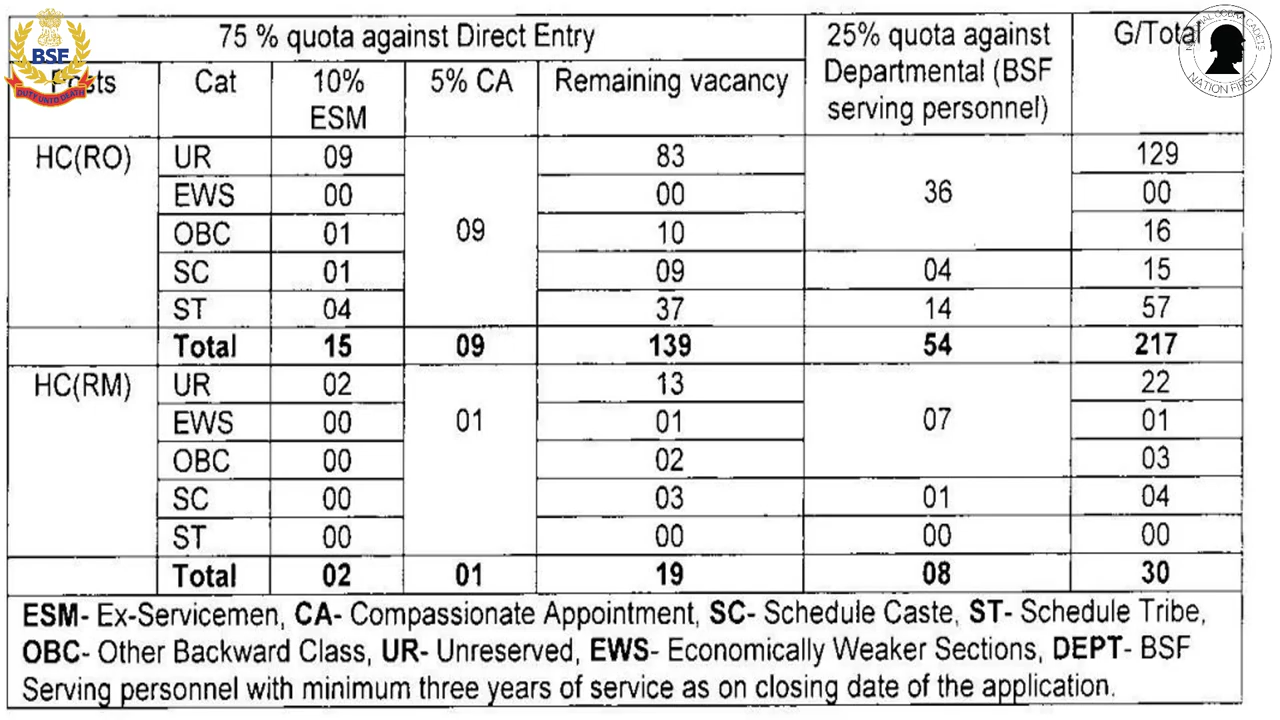 75 % quota against Direct Entry 25% quota against Departmental (BSF serving personnel) G/Total
Posts Cat 10% ESM 5% CA Remaining vacancy
HC(RO) UR 09 09 83 36 129
EWS 00 00 00
OBC 01 10 16
SC 01 09 04 15
ST 04 37 14 57
Total 15 09 139 54 217
HC(RM) UR 02 01 13 07 22
EWS 00 01 01
OBC 00 02 03
SC 00 03 01 04
ST 00 00 00 00
Total 02 01 19 08 30
ESM- Ex-Servicemen, CA- Compassionate Appointment, SC- Schedule Caste, ST- Schedule Tribe,
OBC- Other Backward Class, UR- Unreserved, EWS- Economically Weaker Sections, DEPT- BSF
Serving personnel with minimum three years of service as on closing date of the application.
BSF
DUTY UNTO DEATH
NATION FIRST